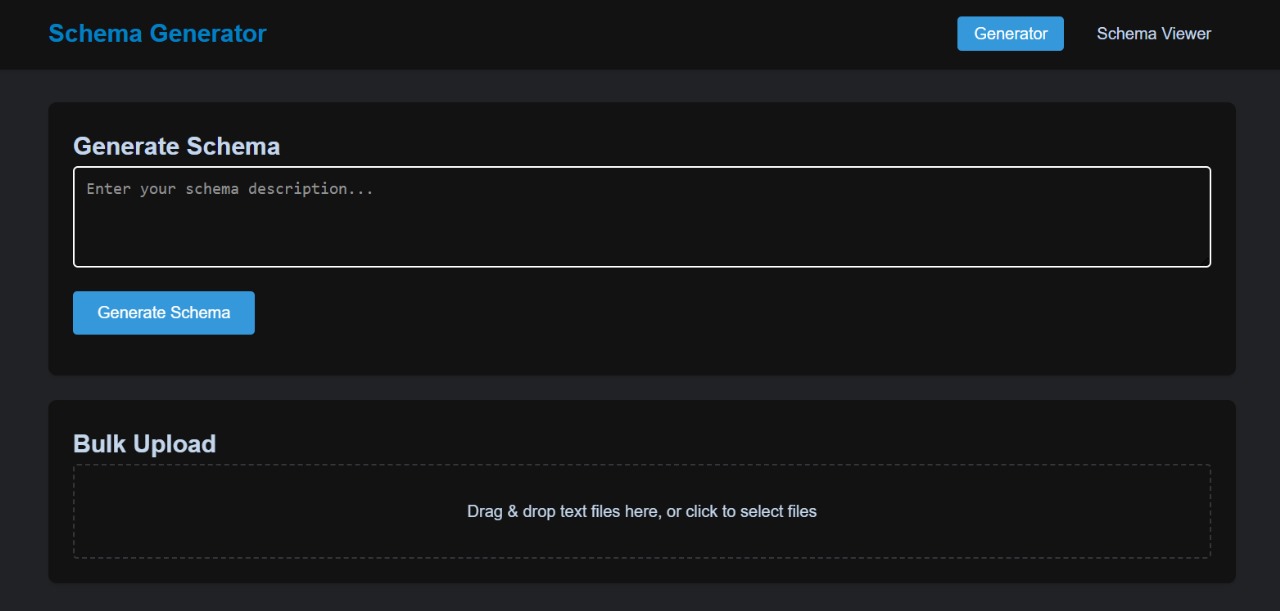 Schema Generator
Generator
Schema Viewer
Generate Schema
Enter your schema description...
Generate Schema
Bulk Upload
Drag & drop text files here, or click to select files